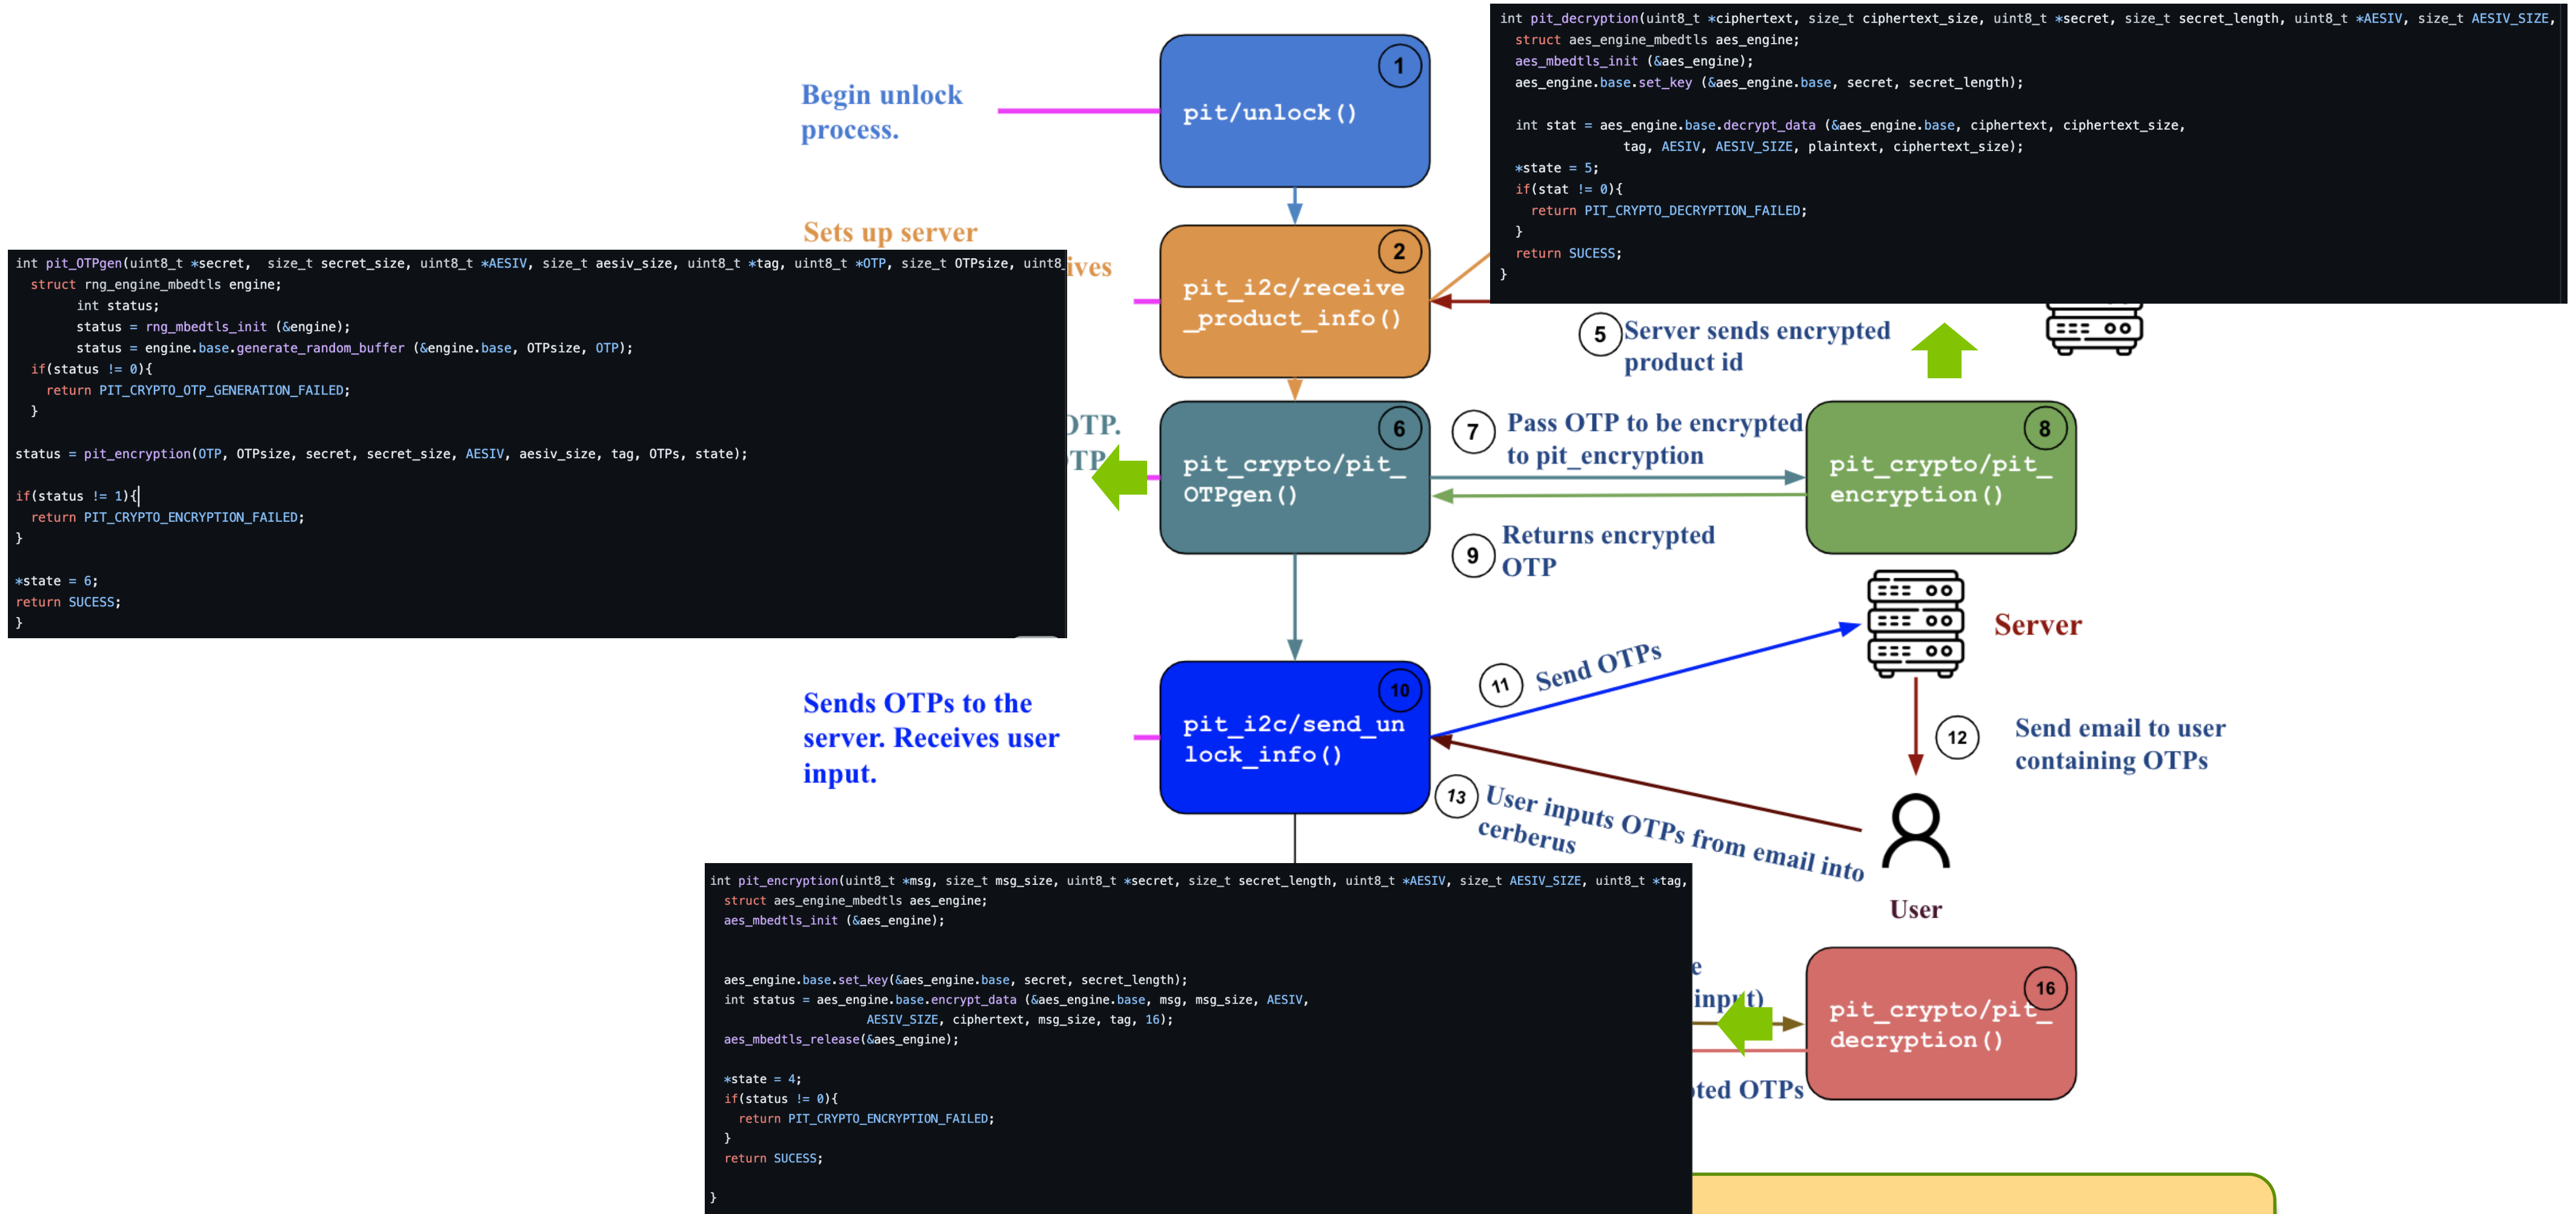 Begin unlock
process.
1
pit/unlock()
int pit_decryption(uint8_t *ciphertext, size_t ciphertext_size, uint8_t *secret, size_t secret_length, uint8_t *AESIV, size_t AESIV_SIZE,
struct aes_engine_mbedtls aes_engine;
aes_mbedtls_init (&aes_engine);
aes_engine.base.set_key (&aes_engine.base, secret, secret_length);
int stat = aes_engine.base.decrypt_data (&aes_engine.base, ciphertext, ciphertext_size,
tag, AESIV, AESIV_SIZE, plaintext, ciphertext_size);
*state = 5;
if(stat != 0){
return PIT_CRYPTO_DECRYPTION_FAILED;
}
return SUCESS;
}
Sets up server
ives
2
pit_i2c/receive
_product_info()
5
Server sends encrypted
product id
int pit_OTPgen(uint8_t *secret,  size_t secret_size, uint8_t *AESIV, size_t aesiv_size, uint8_t *tag, uint8_t *OTP, size_t OTPsize, uint8_
struct rng_engine_mbedtls engine;
int status;
status = rng_mbedtls_init (&engine);
status = engine.base.generate_random_buffer (&engine.base, OTPsize, OTP);
if(status != 0){
return PIT_CRYPTO_OTP_GENERATION_FAILED;
}
status = pit_encryption(OTP, OTPsize, secret, secret_size, AESIV, aesiv_size, tag, OTPs, state);
if(status != 1){
return PIT_CRYPTO_ENCRYPTION_FAILED;
}
*state = 6;
return SUCESS;
}
OTP.
OTP
6
pit_crypto/pit_
OTPgen()
7
Pass OTP to be encrypted
to pit_encryption
8
pit_crypto/pit_
encryption()
9
Returns encrypted
OTP
Server
Sends OTPs to the
server. Receives user
input.
10
pit_i2c/send_un
lock_info()
11
Send OTPs
12
Send email to user
containing OTPs
13
User inputs OTPs from email into
cerberus
User
int pit_encryption(uint8_t *msg, size_t msg_size, uint8_t *secret, size_t secret_length, uint8_t *AESIV, size_t AESIV_SIZE, uint8_t *tag,
struct aes_engine_mbedtls aes_engine;
aes_mbedtls_init (&aes_engine);
aes_engine.base.set_key(&aes_engine.base, secret, secret_length);
int status = aes_engine.base.encrypt_data (&aes_engine.base, msg, msg_size, AESIV,
AESIV_SIZE, ciphertext, msg_size, tag, 16);
aes_mbedtls_release(&aes_engine);
*state = 4;
if(status != 0){
return PIT_CRYPTO_ENCRYPTION_FAILED;
}
return SUCESS;
}
e
input)
16
pit_crypto/pit_
decryption()
pted OTPs